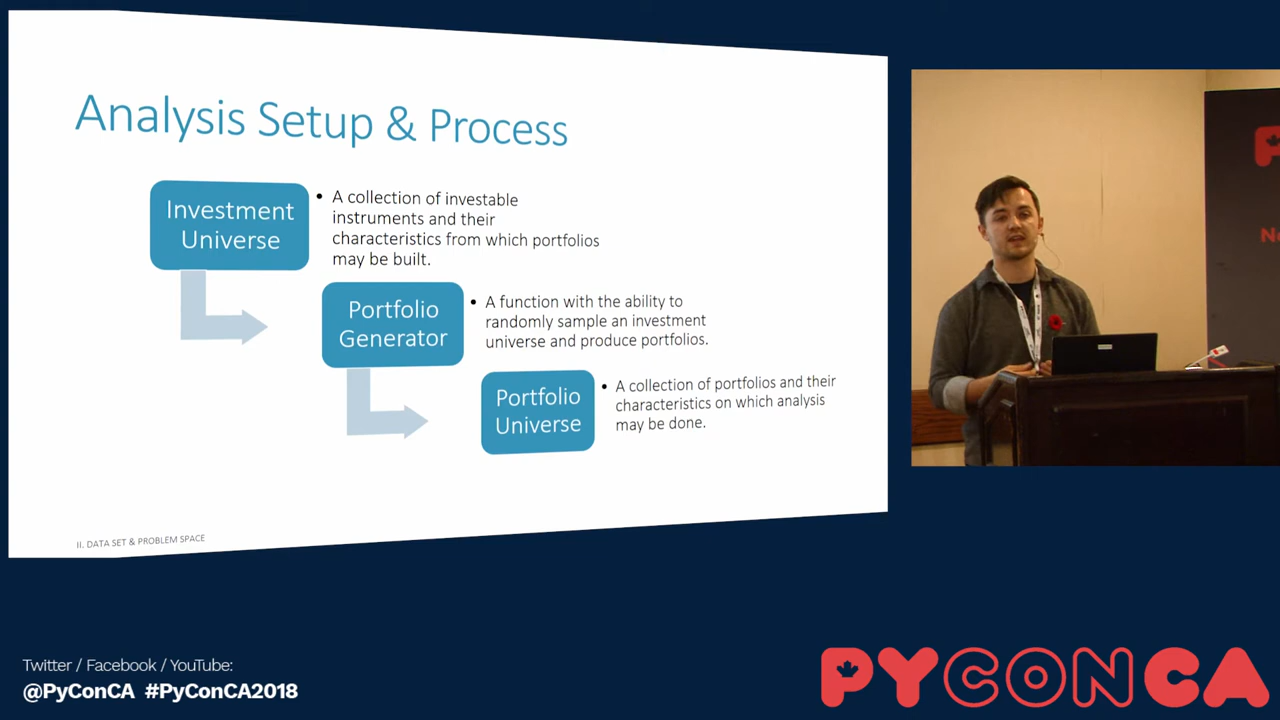 Analysis Setup & Process
Investment
Universe
• A collection of investable
instruments and their
characteristics from which portfolios
may be built.
Portfolio
Generator
• A function with the ability to
randomly sample an investment
universe and produce portfolios.
Portfolio
Universe
• A collection of portfolios and their
characteristics on which analysis
may be done.
II. DATA SET & PROBLEM SPACE
Twitter / Facebook / YouTube:
@PyConCA #PyConCA2018
PYCONCA